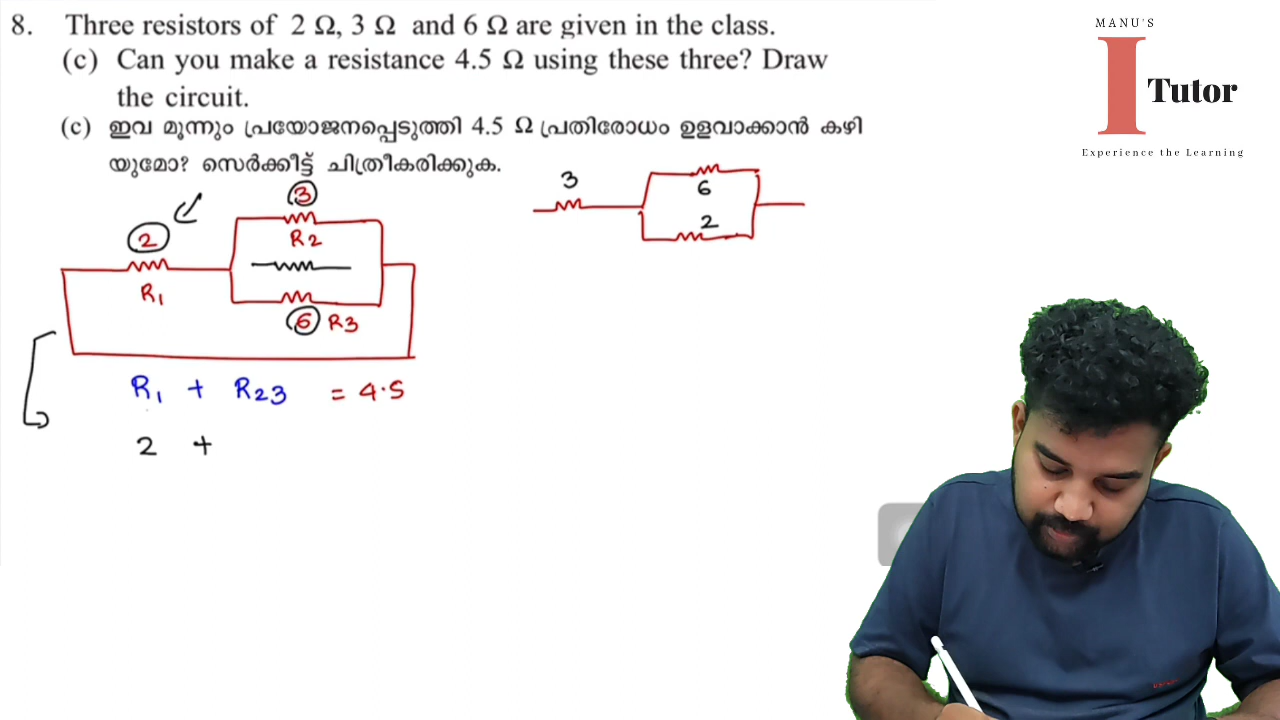 8. Three resistors of 2 Ω, 3 Ω and 6 Ω are given in the class.
(c) Can you make a resistance 4.5 Ω using these three? Draw
the circuit.
(c) ഇവ മൂന്നും പ്രയോജനപ്പെടുത്തി 4.5 Ω പ്രതിരോധം ഉളവാക്കാൻ കഴി
യുമോ? സെർക്കീട്ട് ചിത്രീകരിക്കുക.
MANU'S
I Tutor
Experience the Learning
3
6
2
3
2
R2
R1
6 R3
R1 + R23 = 4.5
2 +